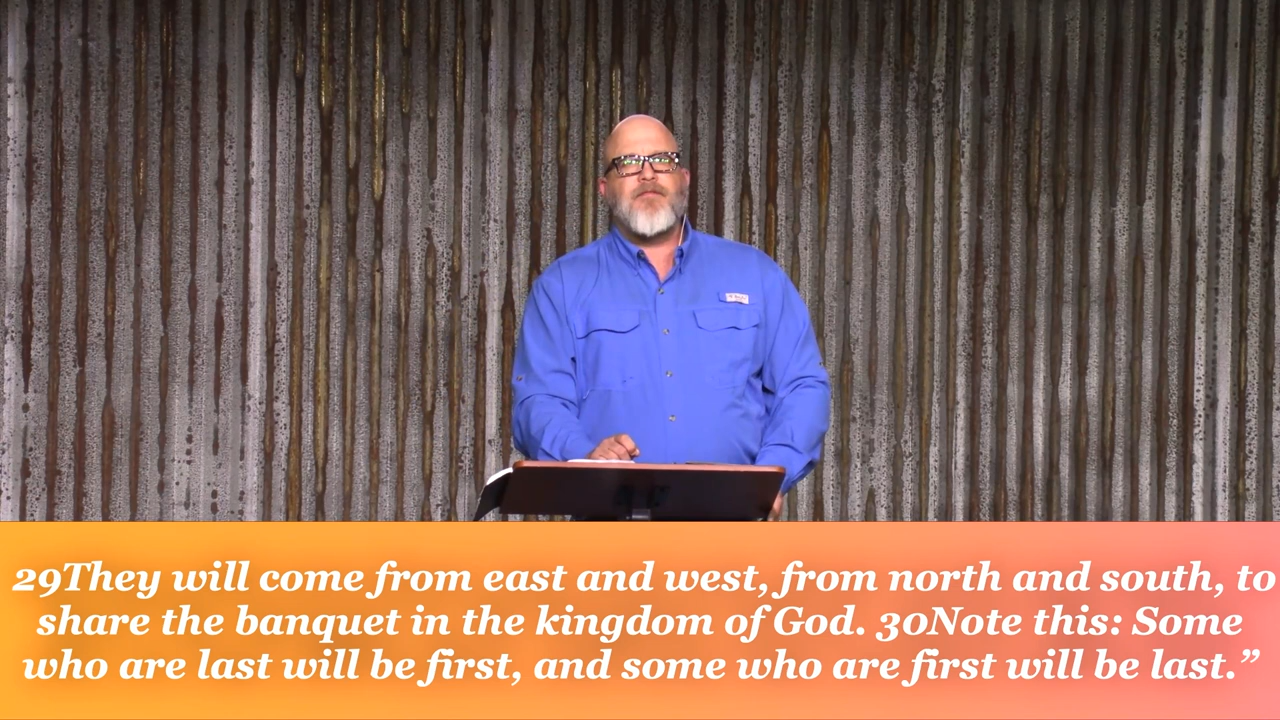 29They will come from east and west, from north and south, to
share the banquet in the kingdom of God. 30Note this: Some
who are last will be first, and some who are first will be last.”